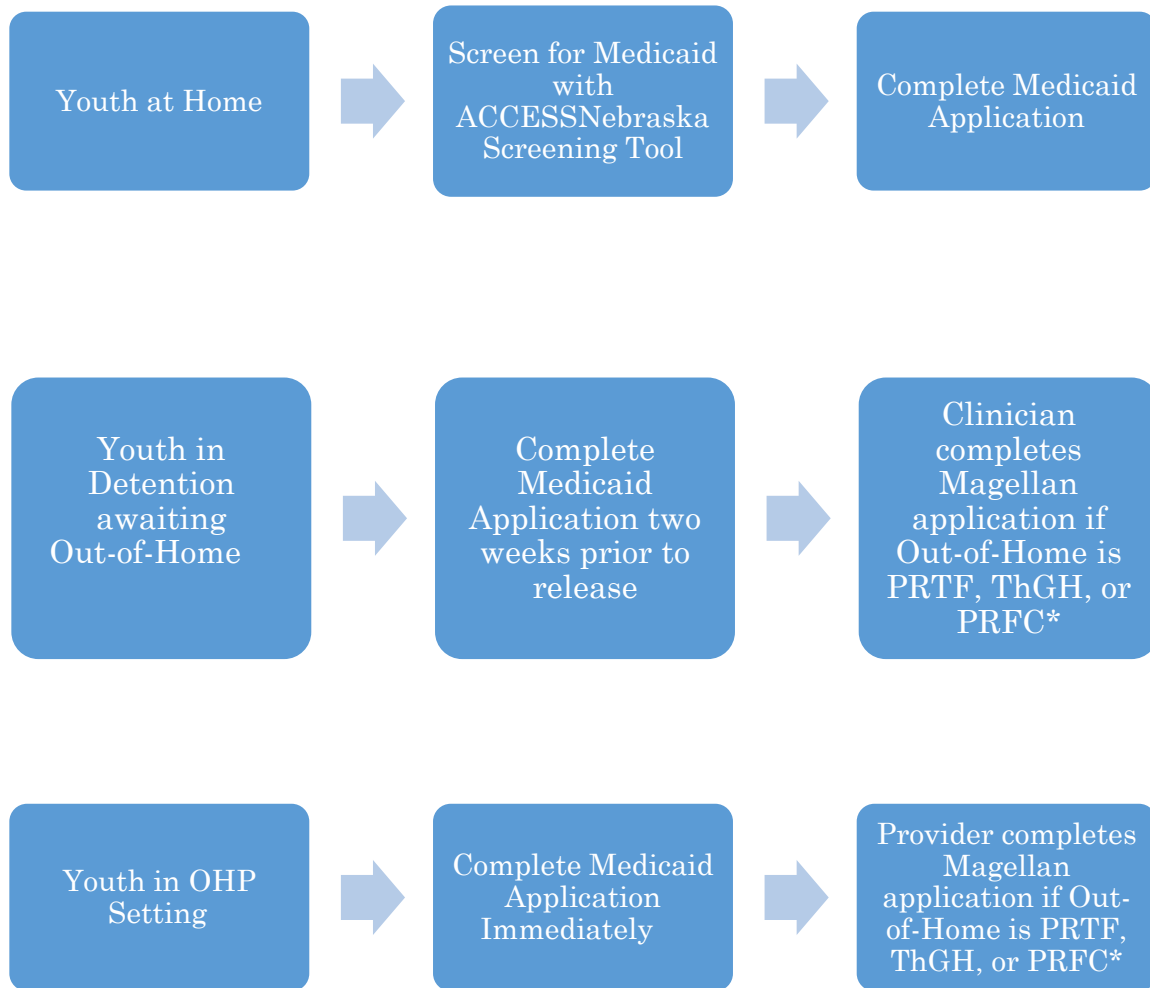 Youth at Home
Screen for Medicaid
with
ACCESSNebraska
Screening Tool
Complete Medicaid
Application
Youth in
Detention
awaiting
Out-of-Home
Complete
Medicaid
Application two
weeks prior to
release
Clinician
completes
Magellan
application if
Out-of-Home is
PRTF, ThGH, or
PRFC*
Youth in OHP
Setting
Complete Medicaid
Application
Immediately
Provider completes
Magellan
application if Out-
of-Home is PRTF,
ThGH, or PRFC*